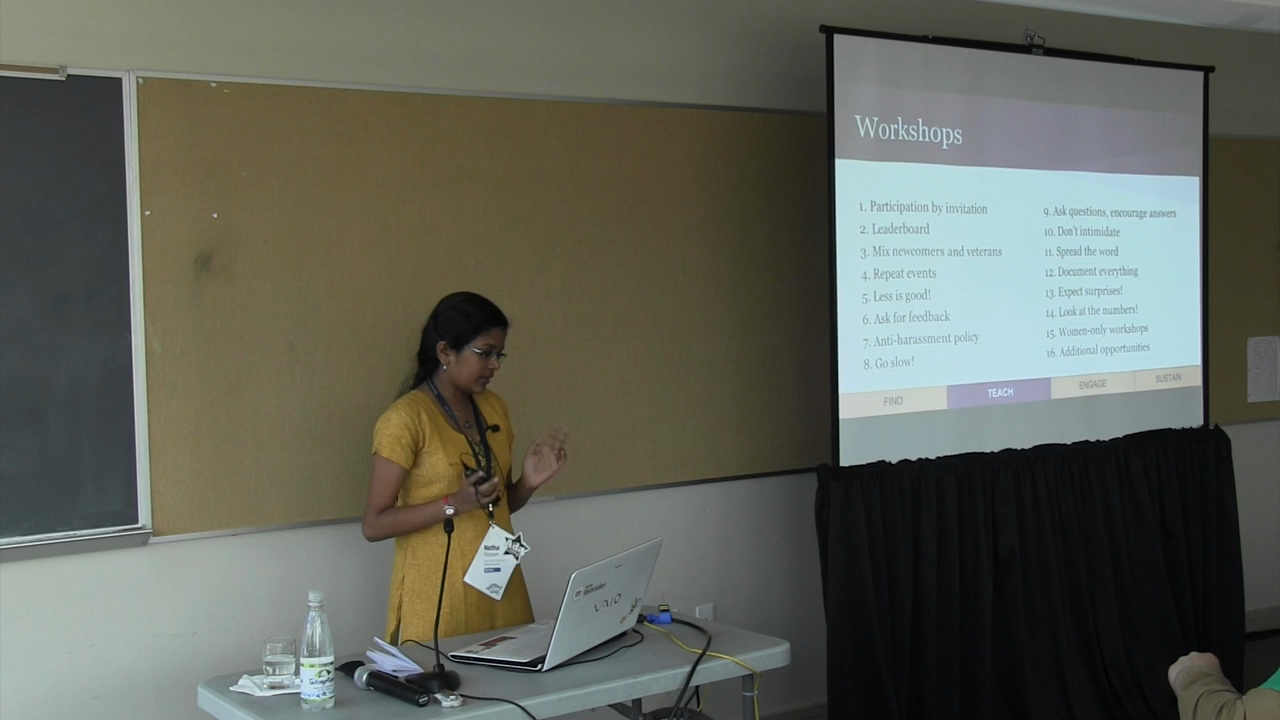 Workshops
1. Participation by invitation
2. Leaderboard
3. Mix newcomers and veterans
4. Repeat events
5. Less is good!
6. Ask for feedback
7. Anti-harassment policy
8. Go slow!
9. Ask questions, encourage answers
10. Don't intimidate
11. Spread the word
12. Document everything
13. Expect surprises!
14. Look at the numbers!
15. Women-only workshops
16. Additional opportunities
FIND TEACH ENGAGE SUSTAIN
Netha
VAIO